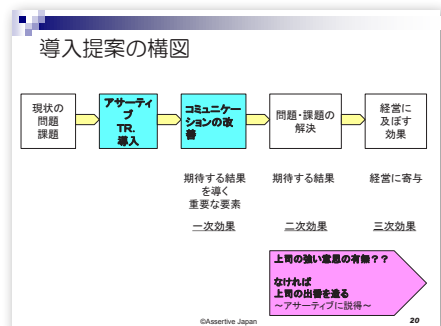 導入提案の構図
現状の
問題
課題
アサーティ
ブ
TR.
導入
コミュニケー
ションの改
善
問題・課題の
解決
経営に
及ぼす
効果
期待する結果
を導く
重要な要素
期待する結果
経営に寄与
一次効果
二次効果
三次効果
上司の強い意思の有無??
なければ
上司の出番を造る
～アサーティブに説得～
©Assertive Japan
20